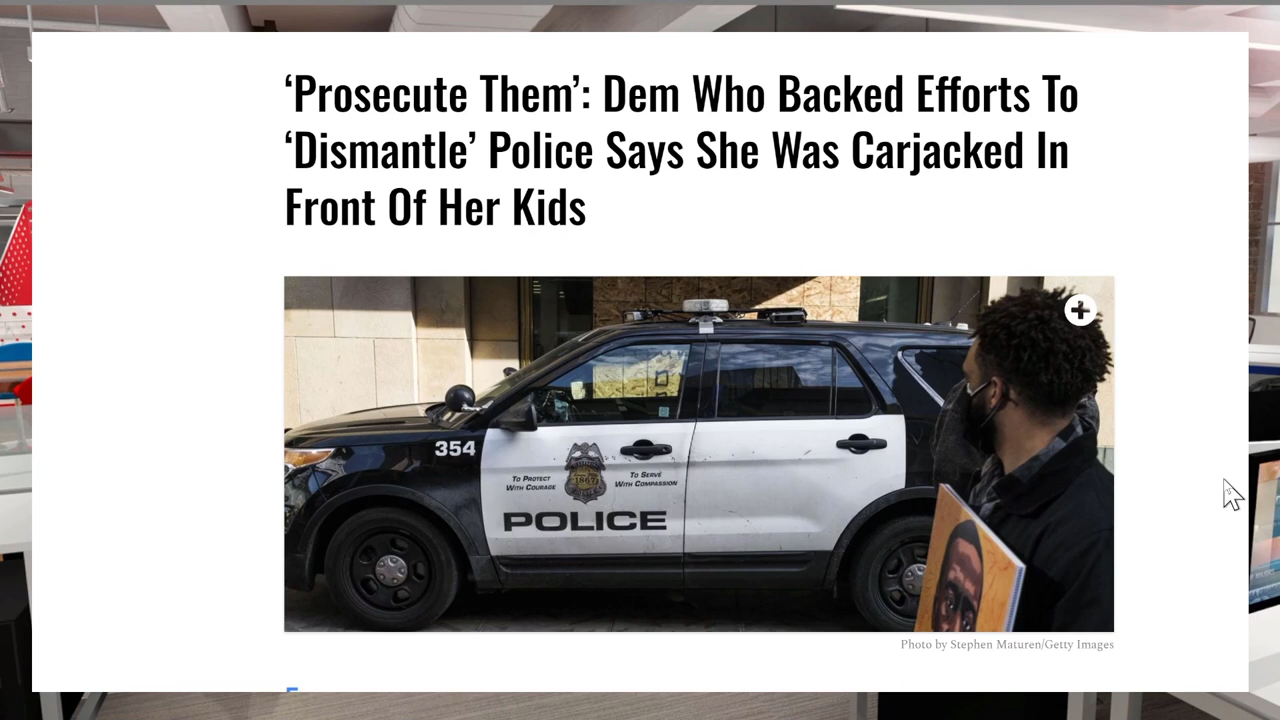 ‘Prosecute Them’: Dem Who Backed Efforts To
‘Dismantle’ Police Says She Was Carjacked In
Front Of Her Kids
354
To Protect
With Courage
1867
To Serve
With Compassion
POLICE
Photo by Stephen Maturen/Getty Images